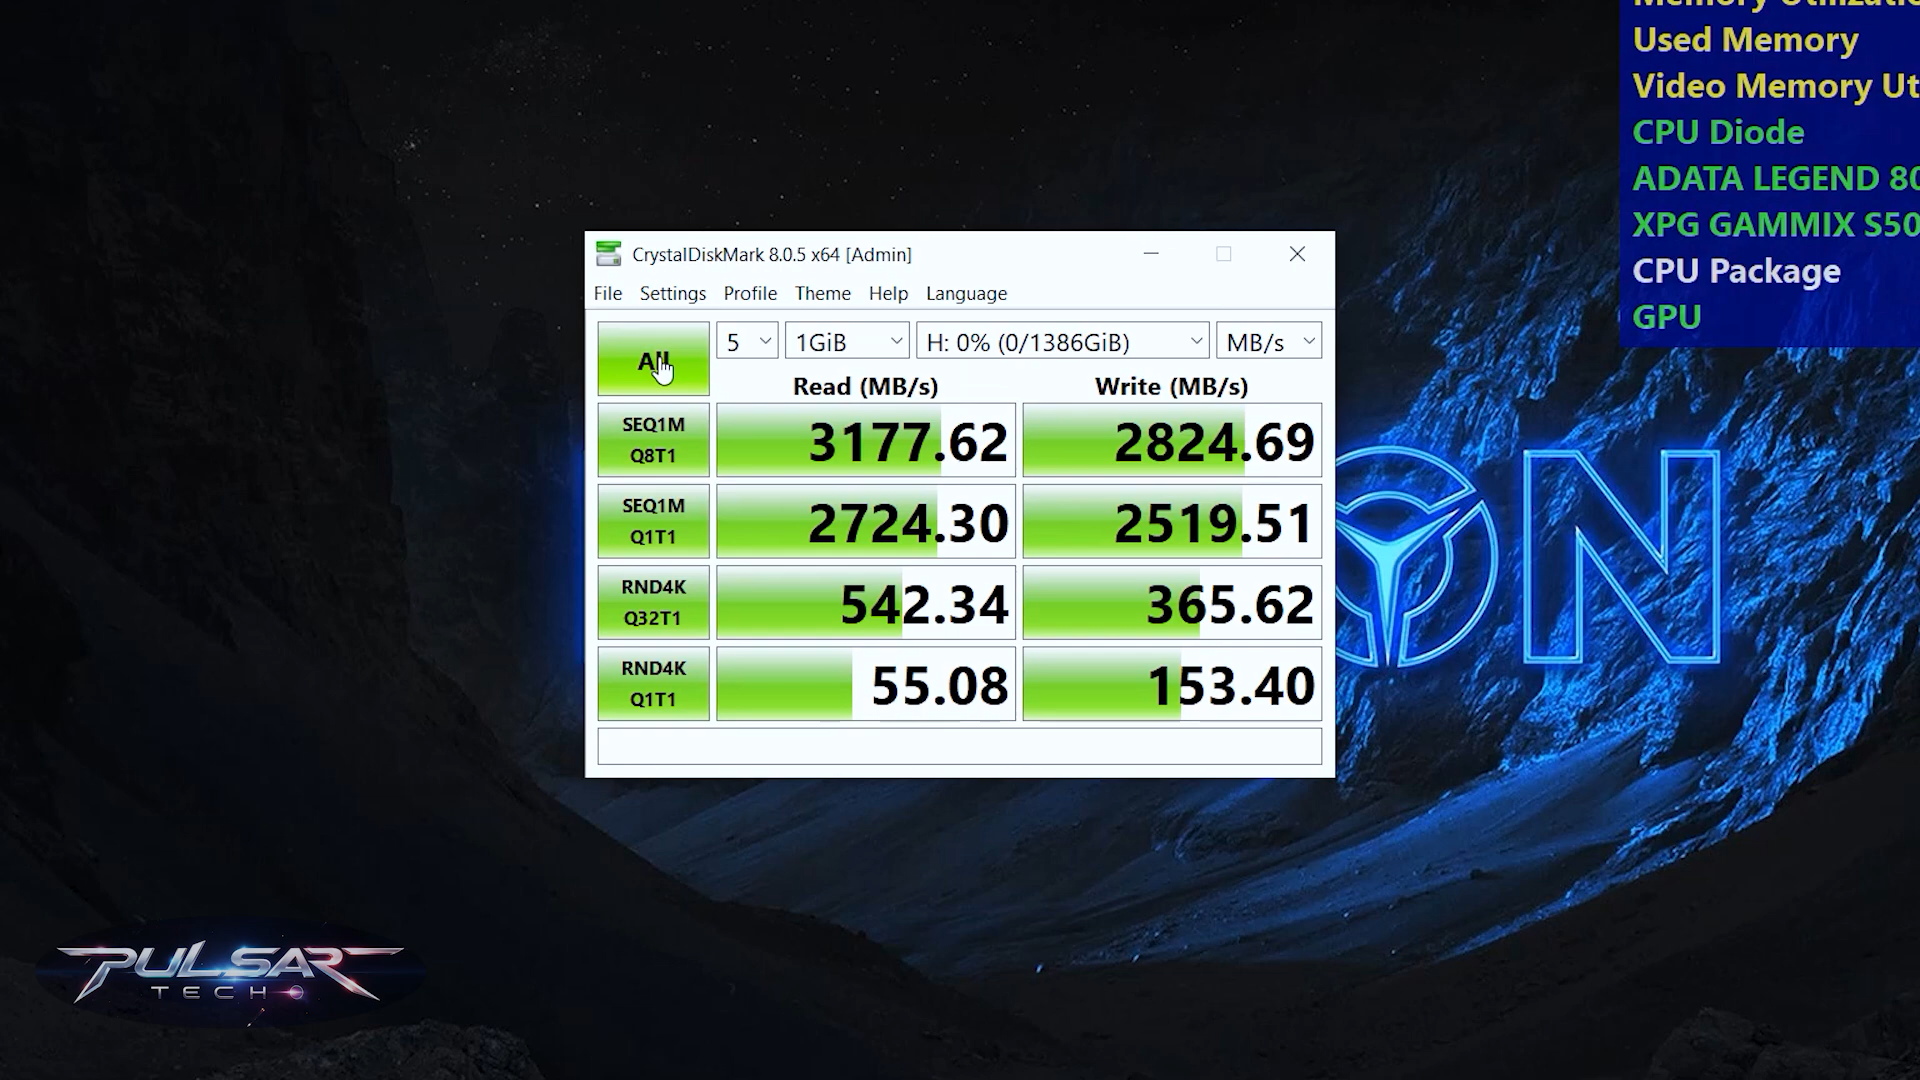 Used Memory
Video Memory Ut
CPU Diode
ADATA LEGEND 80
XPG GAMMIX S50
CPU Package
GPU
CrystalDiskMark 8.0.5 x64 [Admin]
File Settings Profile Theme Help Language
All 5 1GiB H: 0% (0/1386GiB) MB/s
Read (MB/s) Write (MB/s)
SEQ1M
Q8T1
3177.62 2824.69
SEQ1M
Q1T1
2724.30 2519.51
RND4K
Q32T1
542.34 365.62
RND4K
Q1T1
55.08 153.40
ON
PULSAR
TECH